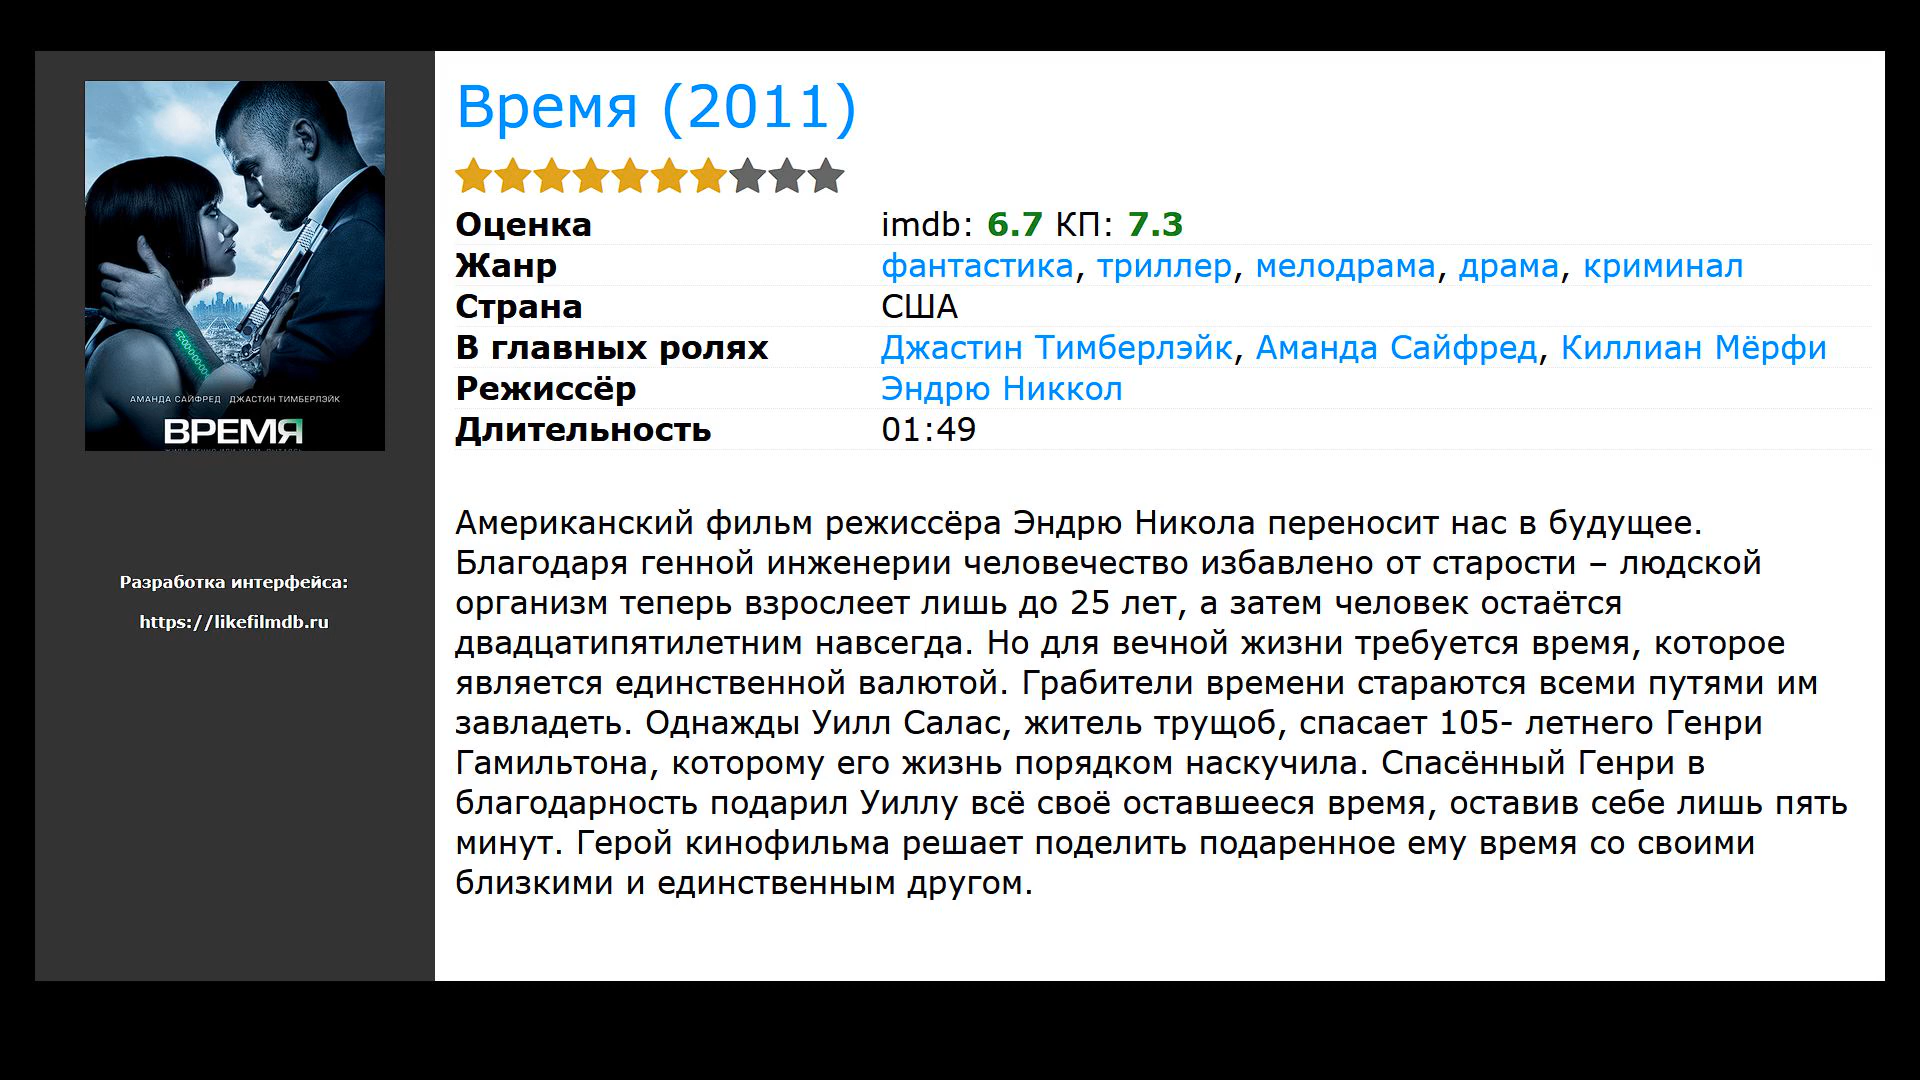 Время (2011)
Оценка imdb: 6.7 КП: 7.3
Жанр фантастика, триллер, мелодрама, драма, криминал
Страна США
В главных ролях Джастин Тимберлэйк, Аманда Сайфред, Киллиан Мёрфи
Режиссёр Эндрю Никкол
Длительность 01:49
АМАНДА САЙФРЕД ДЖАСТИН ТИМБЕРЛЭЙК
ВРЕМЯ
Разработка интерфейса:
https://likefilmdb.ru
Американский фильм режиссёра Эндрю Никола переносит нас в будущее.
Благодаря генной инженерии человечество избавлено от старости – людской
организм теперь взрослеет лишь до 25 лет, а затем человек остаётся
двадцатипятилетним навсегда. Но для вечной жизни требуется время, которое
является единственной валютой. Грабители времени стараются всеми путями им
завладеть. Однажды Уилл Салас, житель трущоб, спасает 105- летнего Генри
Гамильтона, которому его жизнь порядком наскучила. Спасённый Генри в
благодарность подарил Уиллу всё своё оставшееся время, оставив себе лишь пять
минут. Герой кинофильма решает поделить подаренное ему время со своими
близкими и единственным другом.